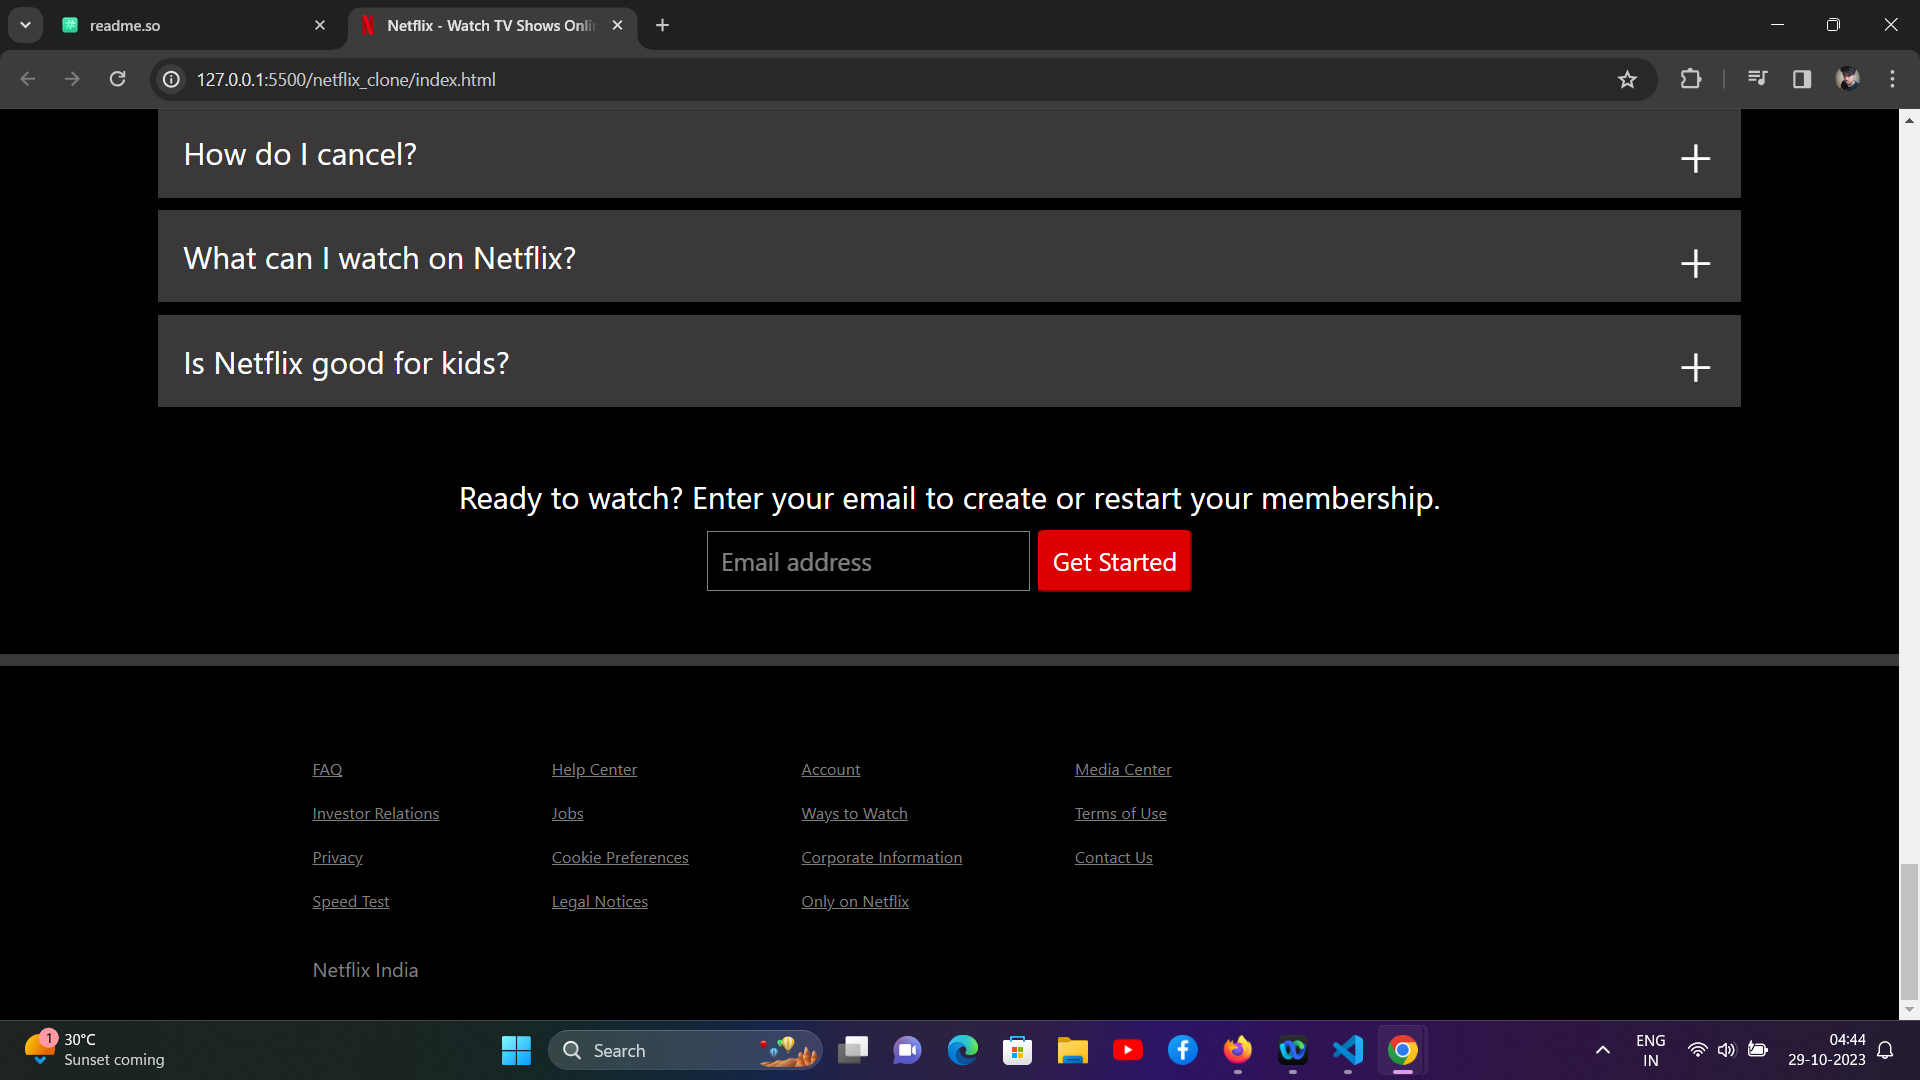 readme.so
Netflix - Watch TV Shows Onli
127.0.0.1:5500/netflix_clone/index.html
How do I cancel?
What can I watch on Netflix?
Is Netflix good for kids?
Ready to watch? Enter your email to create or restart your membership.
Email address
Get Started
FAQ Help Center Account Media Center
Investor Relations Jobs Ways to Watch Terms of Use
Privacy Cookie Preferences Corporate Information Contact Us
Speed Test Legal Notices Only on Netflix
Netflix India
1
30°C
Sunset coming
Search
ENG
IN
04:44
29-10-2023